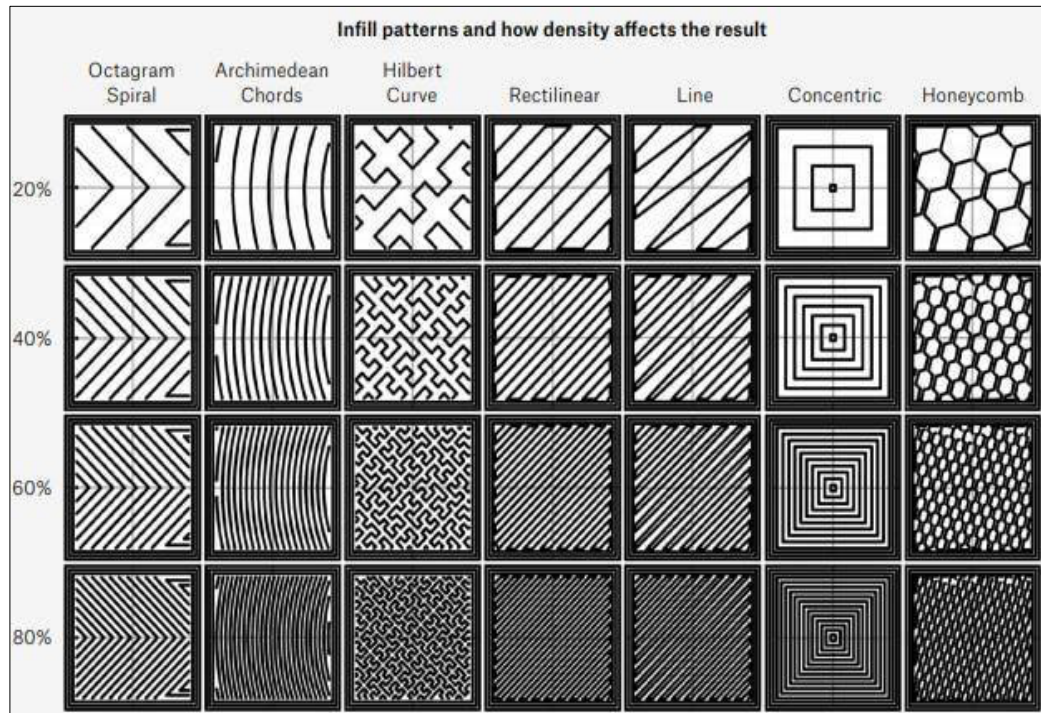 Infill patterns and how density affects the result
Octagram
Spiral
Archimedean
Chords
Hilbert
Curve
Rectilinear
Line
Concentric
Honeycomb
20%
40%
60%
80%